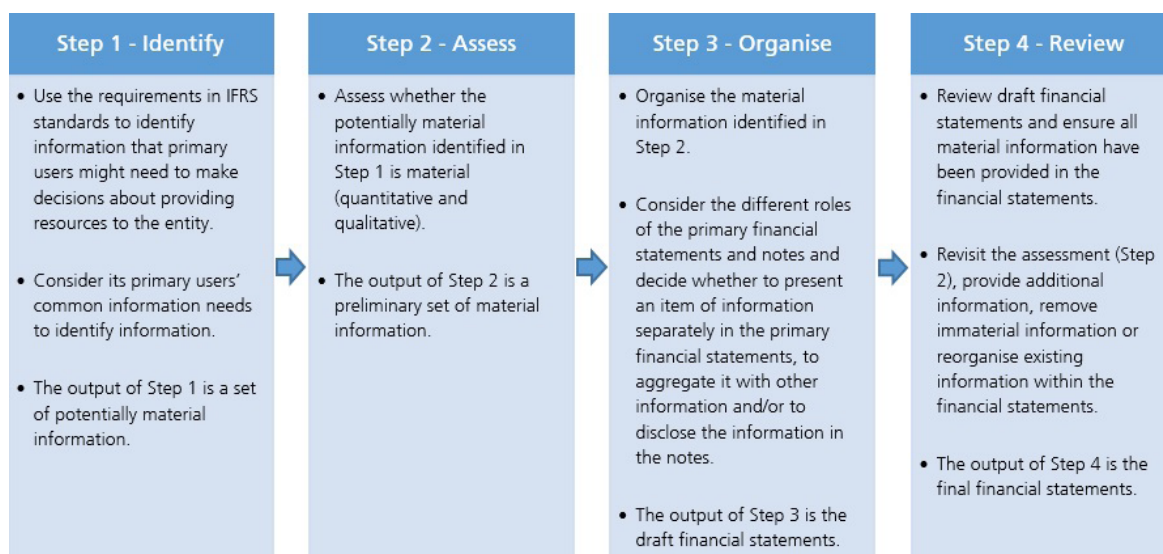 Step 1 - Identify
• Use the requirements in IFRS
standards to identify
information that primary
users might need to make
decisions about providing
resources to the entity.
• Consider its primary users'
common information needs
to identify information.
• The output of Step 1 is a set
of potentially material
information.
Step 2 - Assess
• Assess whether the
potentially material
information identified in
Step 1 is material
(quantitative and
qualitative).
• The output of Step 2 is a
preliminary set of material
information.
Step 3 - Organise
• Organise the material
information identified in
Step 2.
• Consider the different roles
of the primary financial
statements and notes and
decide whether to present
an item of information
separately in the primary
financial statements, to
aggregate it with other
information and/or to
disclose the information in
the notes.
• The output of Step 3 is the
draft financial statements.
Step 4 - Review
• Review draft financial
statements and ensure all
material information have
been provided in the
financial statements.
• Revisit the assessment (Step
2), provide additional
information, remove
immaterial information or
reorganise existing
information within the
financial statements.
• The output of Step 4 is the
final financial statements.